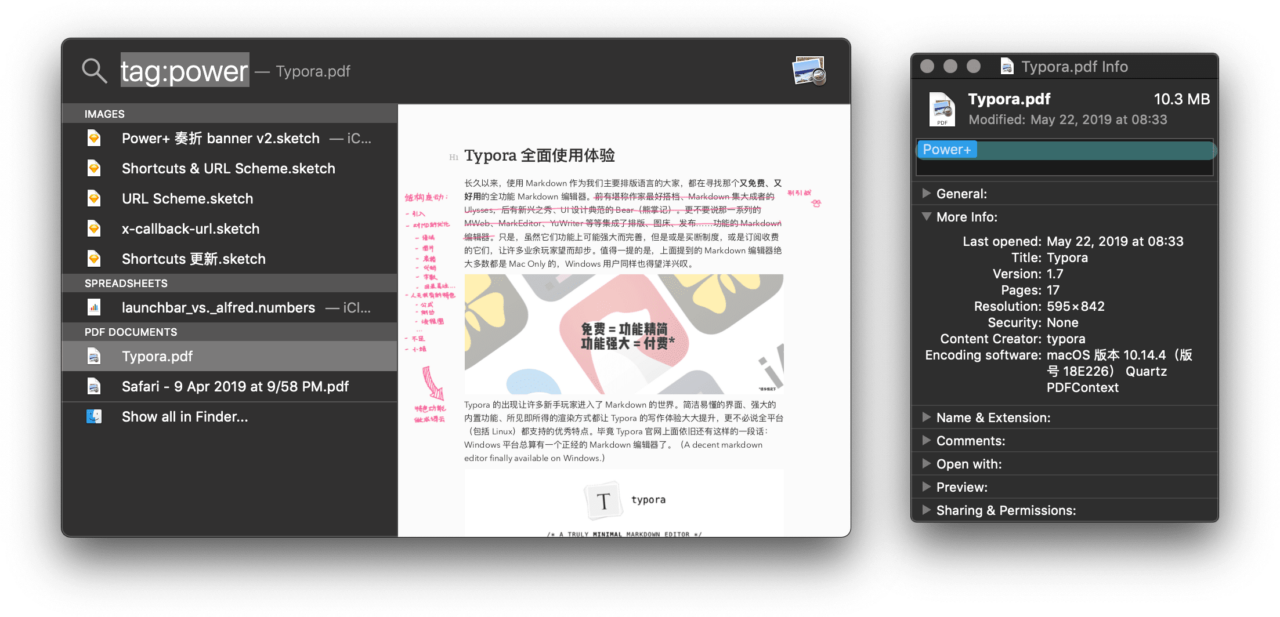 tag:power — Typora.pdf
IMAGES
Power+ 奏折 banner v2.sketch — iC...
Shortcuts & URL Scheme.sketch
URL Scheme.sketch
x-callback-url.sketch
Shortcuts 更新.sketch
SPREADSHEETS
launchbar_vs._alfred.numbers — iCl...
PDF DOCUMENTS
Typora.pdf
Safari - 9 Apr 2019 at 9/58 PM.pdf
Show all in Finder...
H1 Typora 全面使用体验
长久以来，使用 Markdown 作为我们主要排版语言的大家，都在寻找那个又免费、又
好用的全功能 Markdown 编辑器。前有堪称作家最好搭档、Markdown 集大成者的
Ulysses，后有新兴之秀、UI 设计典范的 Bear（熊掌记）。更不要说那一系列的
MWeb、MarkEditor、YuWriter 等等集成了排版、图床、发布……功能的 Markdown
编辑器。只是，虽然它们功能上可能强大而完善，但是或是买断制度，或是订阅收费
的它们，让许多业余玩家望而却步。值得一提的是，上面提到的 Markdown 编辑器绝
大多数都是 Mac Only 的，Windows 用户同样也得望洋兴叹。
结构变动：
- 引入
免费 = 功能精简
功能强大 = 付费*
Typora 的出现让许多新手玩家进入了 Markdown 的世界。简洁易懂的界面、强大的
内置功能、所见即所得的渲染方式都让 Typora 的写作体验大大提升，更不必说全平台
（包括 Linux）都支持的优秀特点。毕竟 Typora 官网上面依旧还有这样的一段话：
Windows 平台总算有一个正经的 Markdown 编辑器了。（A decent markdown
editor finally available on Windows.）
T typora
/* A TRULY MINIMAL MARKDOWN EDITOR */
Typora.pdf Info
PDF
Typora.pdf 10.3 MB
Modified: May 22, 2019 at 08:33
Power+
General:
More Info:
Last opened: May 22, 2019 at 08:33
Title: Typora
Version: 1.7
Pages: 17
Resolution: 595×842
Security: None
Content Creator: typora
Encoding software: macOS 版本 10.14.4（版
号 18E226） Quartz
PDFContext
Name & Extension:
Comments:
Open with:
Preview:
Sharing & Permissions: